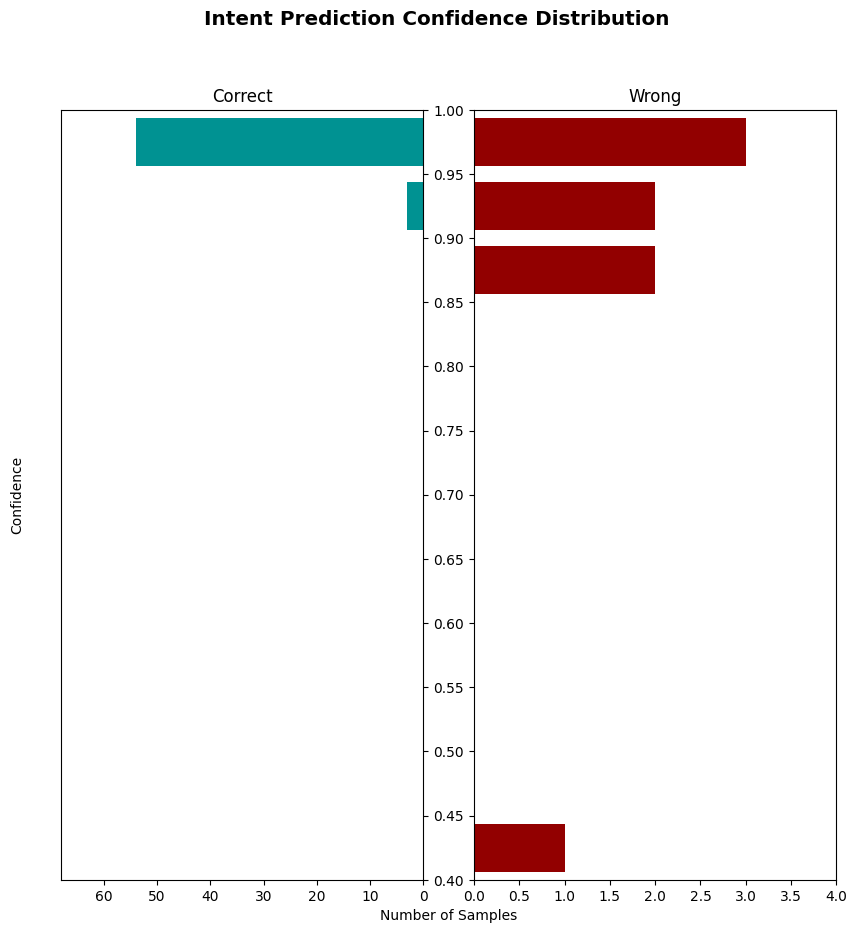 Intent Prediction Confidence Distribution
Correct
Wrong
1.00
0.95
0.90
0.85
0.80
0.75
0.70
0.65
0.60
0.55
0.50
0.45
0.40
Confidence
60 50 40 30 20 10 0
0.0 0.5 1.0 1.5 2.0 2.5 3.0 3.5 4.0
Number of Samples